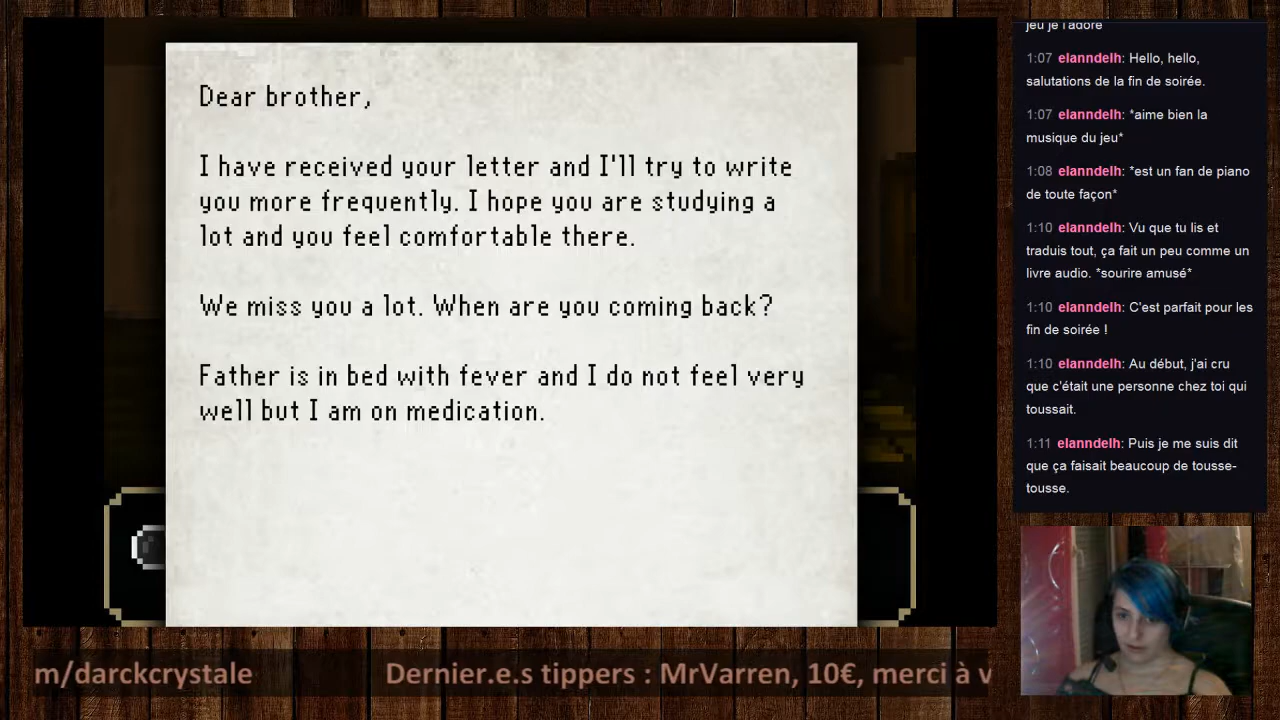 Dear brother,
I have received your letter and I'll try to write
you more frequently. I hope you are studying a
lot and you feel comfortable there.
We miss you a lot. When are you coming back?
Father is in bed with fever and I do not feel very
well but I am on medication.
jeu je l'adore
1:07 elanndelh: Hello, hello,
salutations de la fin de soirée.
1:07 elanndelh: *aime bien la
musique du jeu*
1:08 elanndelh: *est un fan de piano
de toute façon*
1:10 elanndelh: Vu que tu lis et
traduis tout, ça fait un peu comme un
livre audio. *sourire amusé*
1:10 elanndelh: C'est parfait pour les
fin de soirée !
1:10 elanndelh: Au début, j'ai cru
que c'était une personne chez toi qui
toussait.
1:11 elanndelh: Puis je me suis dit
que ça faisait beaucoup de tousse-
tousse.
m/darckcrystale Dernier.e.s tippers : MrVarren, 10€, merci à v